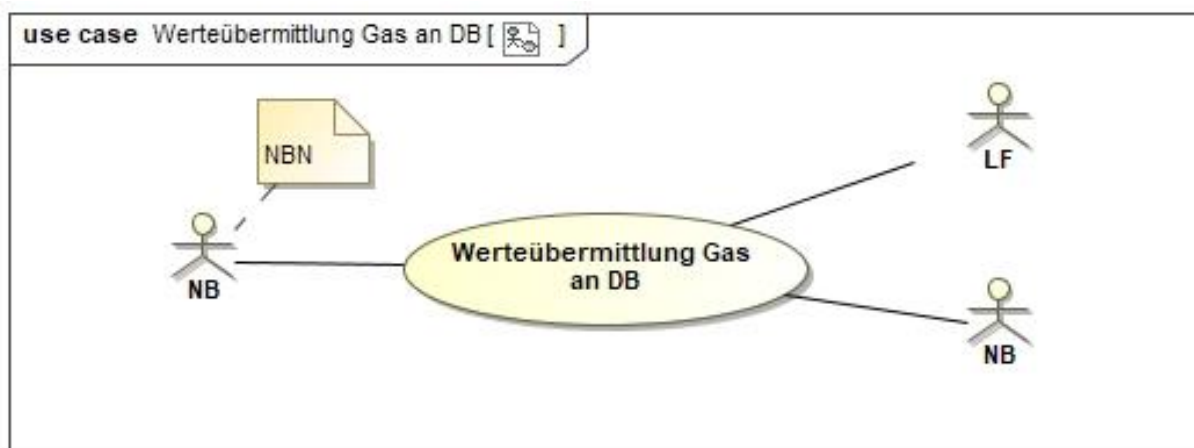 use case Werteübermittlung Gas an DB [ ]
NBN
LF
NB
Werteübermittlung Gas
an DB
NB